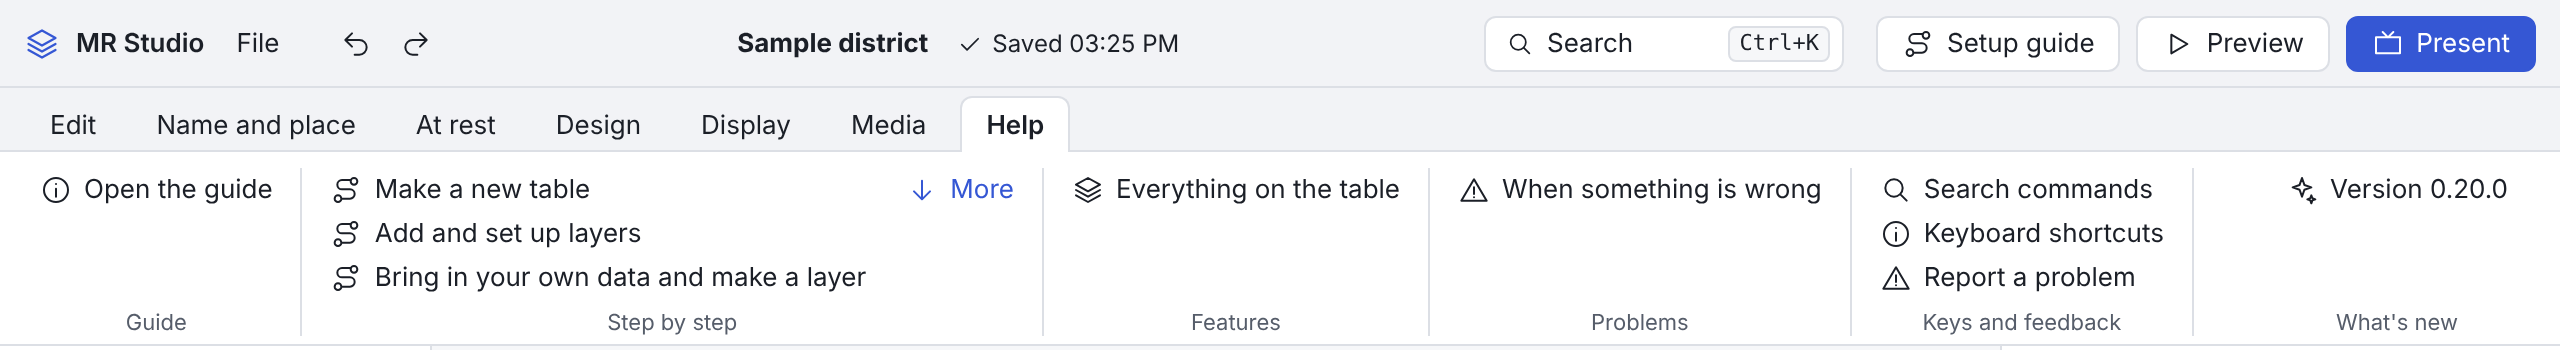 MR Studio File Sample district Saved 03:25 PM Search Ctrl+K Setup guide Preview Present
Edit Name and place At rest Design Display Media Help
Open the guide
Guide
Make a new table More
Add and set up layers
Bring in your own data and make a layer
Step by step
Everything on the table
Features
When something is wrong
Problems
Search commands
Keyboard shortcuts
Report a problem
Keys and feedback
Version 0.20.0
What's new